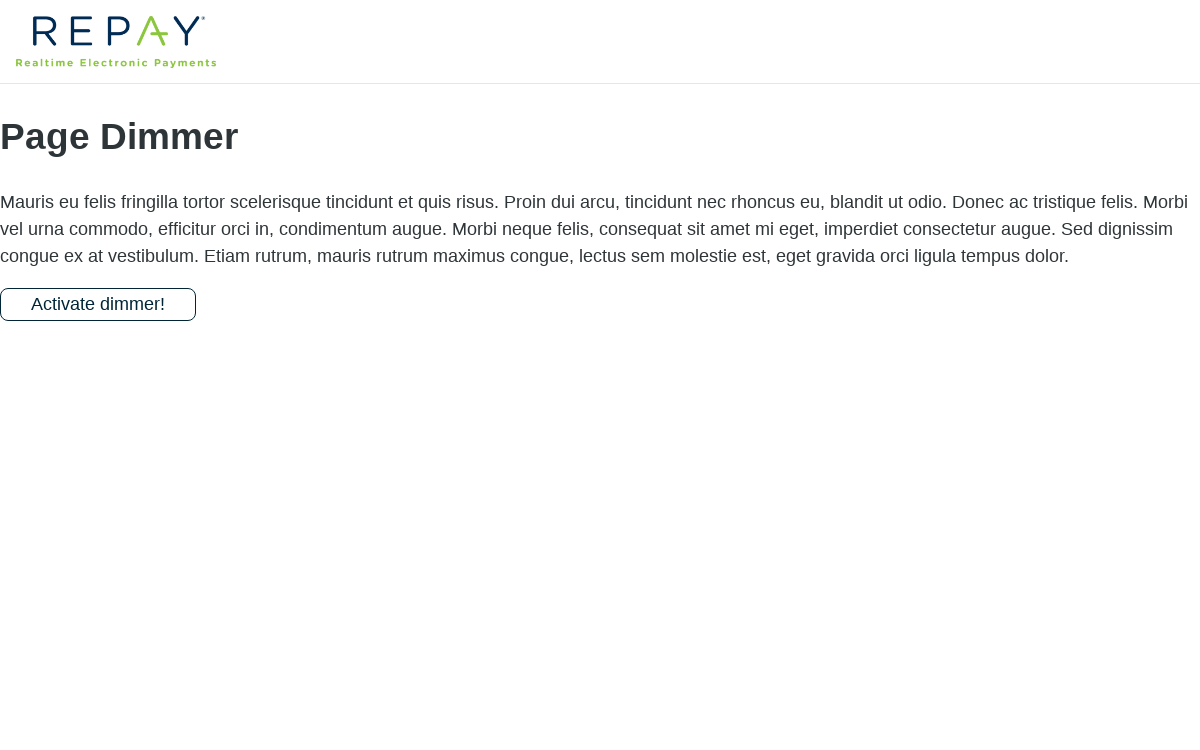 REPAY®
Realtime Electronic Payments
Page Dimmer
Mauris eu felis fringilla tortor scelerisque tincidunt et quis risus. Proin dui arcu, tincidunt nec rhoncus eu, blandit ut odio. Donec ac tristique felis. Morbi
vel urna commodo, efficitur orci in, condimentum augue. Morbi neque felis, consequat sit amet mi eget, imperdiet consectetur augue. Sed dignissim
congue ex at vestibulum. Etiam rutrum, mauris rutrum maximus congue, lectus sem molestie est, eget gravida orci ligula tempus dolor.
Activate dimmer!